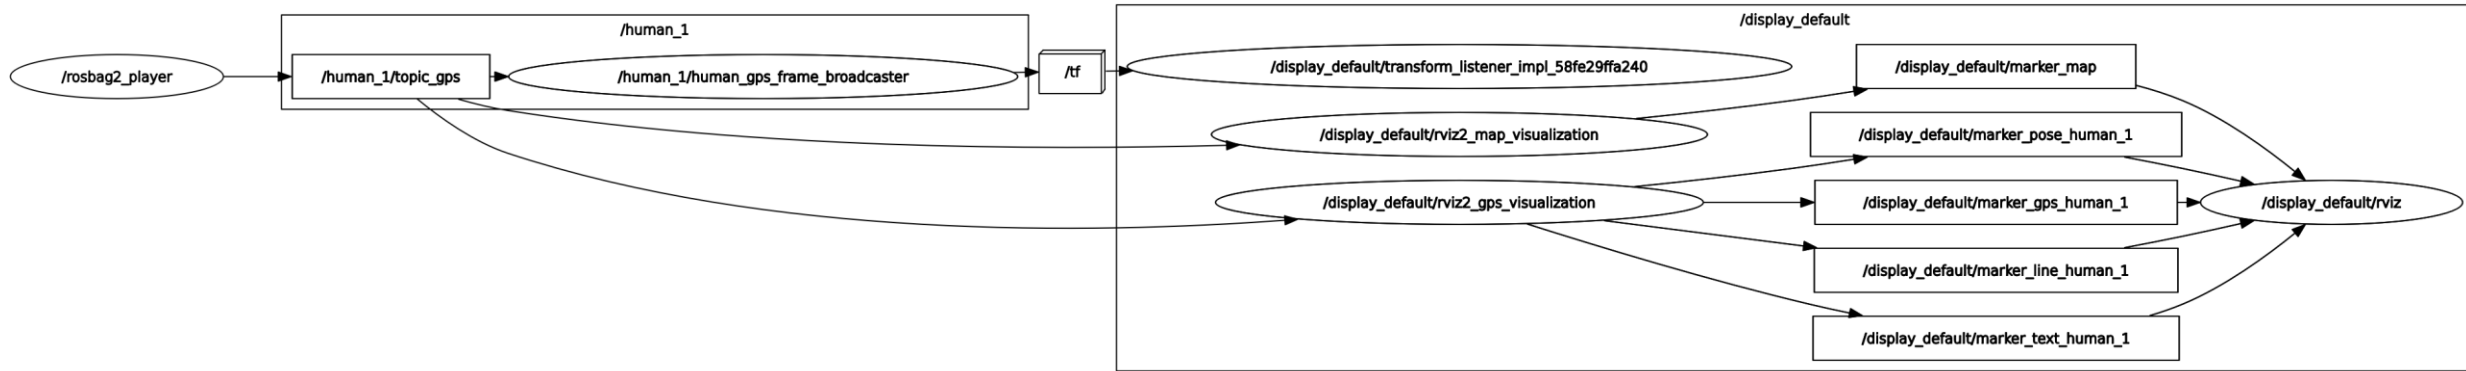 /human_1
/display_default
/rosbag2_player
/human_1/topic_gps
/human_1/human_gps_frame_broadcaster
/tf
/display_default/transform_listener_impl_58fe29ffa240
/display_default/marker_map
/display_default/rviz2_map_visualization
/display_default/marker_pose_human_1
/display_default/rviz2_gps_visualization
/display_default/marker_gps_human_1
/display_default/rviz
/display_default/marker_line_human_1
/display_default/marker_text_human_1